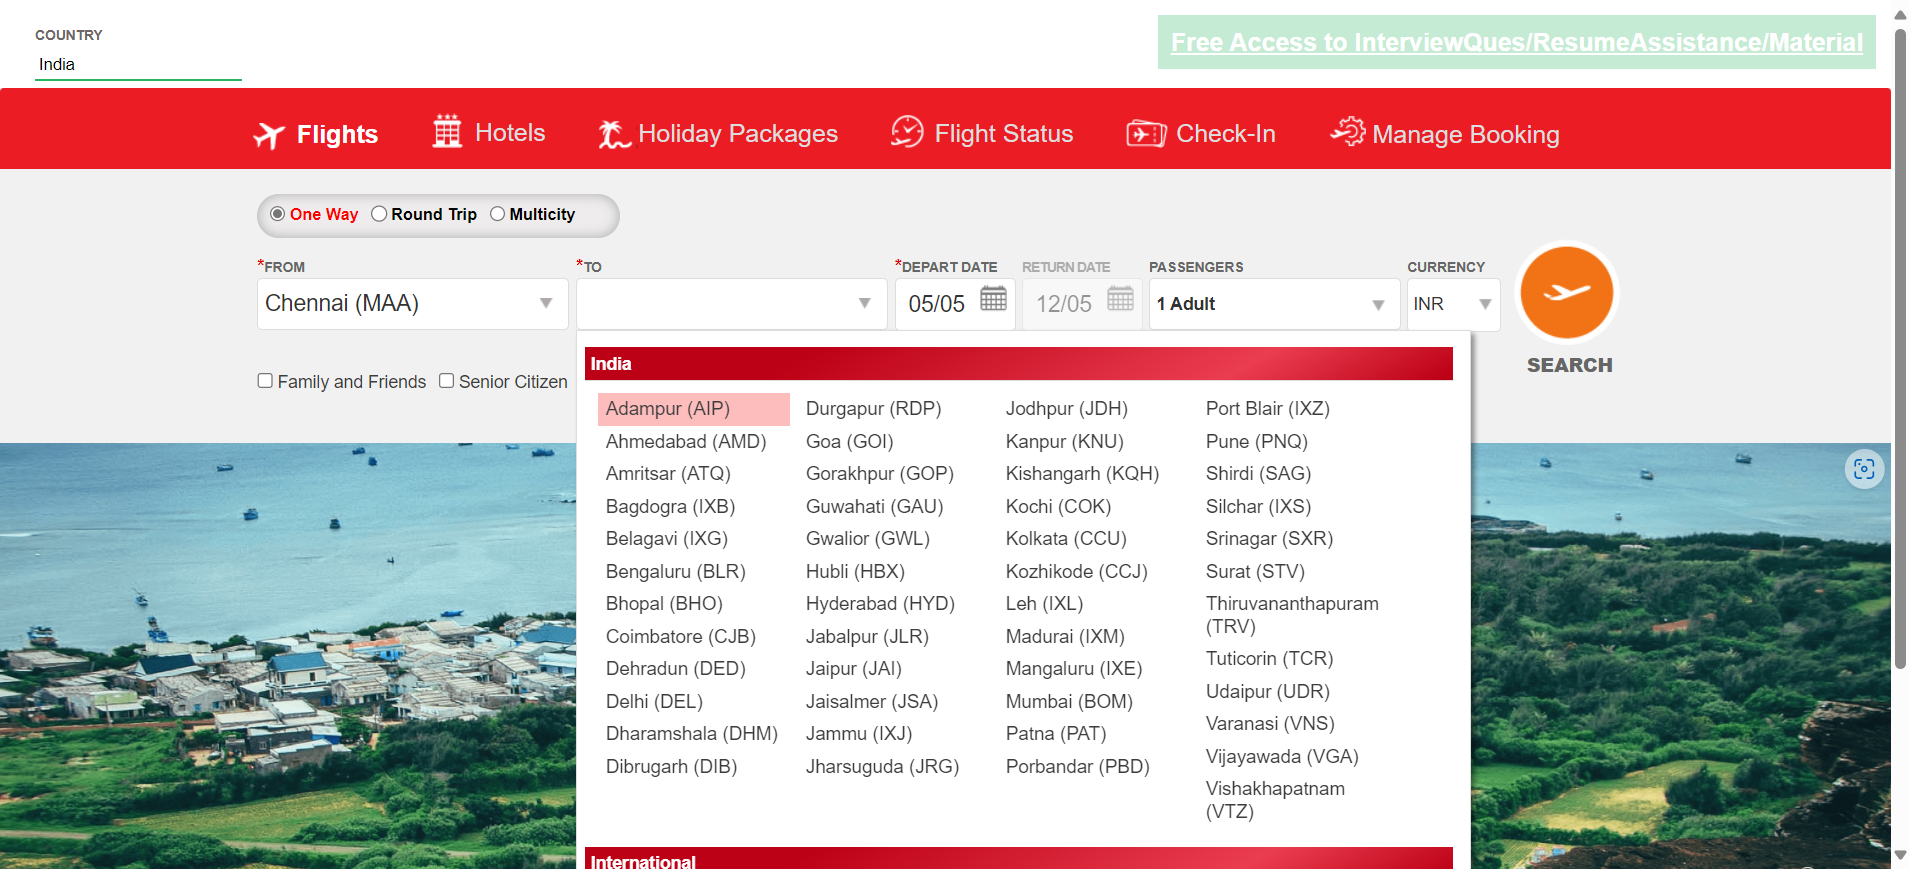 COUNTRY
India
Free Access to InterviewQues/ResumeAssistance/Material
Flights
Hotels
Holiday Packages
Flight Status
Check-In
Manage Booking
One Way
Round Trip
Multicity
*FROM
*TO
*DEPART DATE
RETURN DATE
PASSENGERS
CURRENCY
Chennai (MAA)
05/05
12/05
1 Adult
INR
SEARCH
Family and Friends
Senior Citizen
India
Adampur (AIP)
Ahmedabad (AMD)
Amritsar (ATQ)
Bagdogra (IXB)
Belagavi (IXG)
Bengaluru (BLR)
Bhopal (BHO)
Coimbatore (CJB)
Dehradun (DED)
Delhi (DEL)
Dharamshala (DHM)
Dibrugarh (DIB)
Durgapur (RDP)
Goa (GOI)
Gorakhpur (GOP)
Guwahati (GAU)
Gwalior (GWL)
Hubli (HBX)
Hyderabad (HYD)
Jabalpur (JLR)
Jaipur (JAI)
Jaisalmer (JSA)
Jammu (IXJ)
Jharsuguda (JRG)
Jodhpur (JDH)
Kanpur (KNU)
Kishangarh (KQH)
Kochi (COK)
Kolkata (CCU)
Kozhikode (CCJ)
Leh (IXL)
Madurai (IXM)
Mangaluru (IXE)
Mumbai (BOM)
Patna (PAT)
Porbandar (PBD)
Port Blair (IXZ)
Pune (PNQ)
Shirdi (SAG)
Silchar (IXS)
Srinagar (SXR)
Surat (STV)
Thiruvananthapuram
(TRV)
Tuticorin (TCR)
Udaipur (UDR)
Varanasi (VNS)
Vijayawada (VGA)
Vishakhapatnam
(VTZ)
International